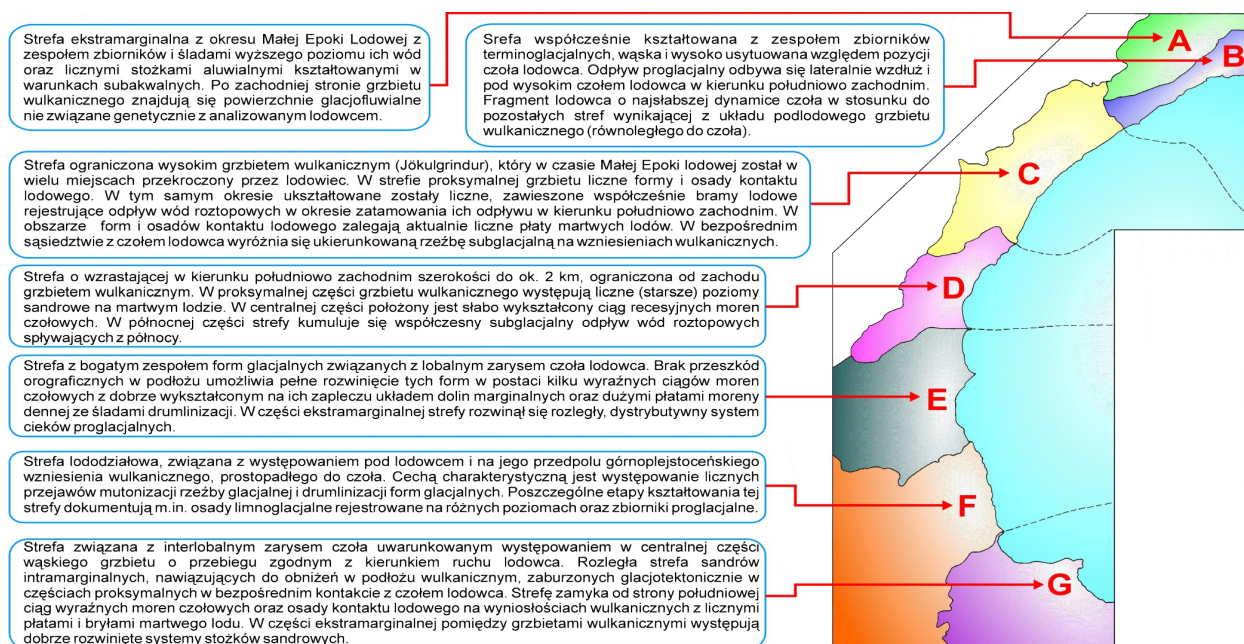 Strefa ekstramarginalna z okresu Małej Epoki Lodowej z
zespołem zbiorników i śladami wyższego poziomu ich wód
oraz licznymi stożkami aluwialnymi kształtowanymi w
warunkach subakwalnych. Po zachodniej stronie grzbietu
wulkanicznego znajdują się powierzchnie glacjofluwialne
nie związane genetycznie z analizowanym lodowcem.
Srefa współcześnie kształtowana z zespołem zbiorników
terminoglacjalnych, wąska i wysoko usytuowana względem pozycji
czoła lodowca. Odpływ proglacjalny odbywa się lateralnie wzdłuż i
pod wysokim czołem lodowca w kierunku południowo zachodnim.
Fragment lodowca o najsłabszej dynamice czoła w stosunku do
pozostałych stref wynikającej z układu podlodowego grzbietu
wulkanicznego (równoległego do czoła).
A
B
Strefa ograniczona wysokim grzbietem wulkanicznym (Jökulgrindur), który w czasie Małej Epoki lodowej został w
wielu miejscach przekroczony przez lodowiec. W strefie proksymalnej grzbietu liczne formy i osady kontaktu
lodowego. W tym samym okresie ukształtowane zostały liczne, zawieszone współcześnie bramy lodowe
rejestrujące odpływ wód roztopowych w okresie zatamowania ich odpływu w kierunku południowo zachodnim. W
obszarze form i osadów kontaktu lodowego zalegają aktualnie liczne płaty martwych lodów. W bezpośrednim
sąsiedztwie z czołem lodowca wyróżnia się ukierunkowaną rzeźbę subglacjalną na wzniesieniach wulkanicznych.
C
Strefa o wzrastającej w kierunku południowo zachodnim szerokości do ok. 2 km, ograniczona od zachodu
grzbietem wulkanicznym. W proksymalnej części grzbietu wulkanicznego występują liczne (starsze) poziomy
sandrowe na martwym lodzie. W centralnej części położony jest słabo wykształcony ciąg recesyjnych moren
czołowych. W północnej części strefy kumuluje się współczesny subglacjalny odpływ wód roztopowych
spływających z północy.
D
Strefa z bogatym zespołem form glacjalnych związanych z lobalnym zarysem czoła lodowca. Brak przeszkód
orograficznych w podłożu umożliwia pełne rozwinięcie tych form w postaci kilku wyraźnych ciągów moren
czołowych z dobrze wykształconym na ich zapleczu układem dolin marginalnych oraz dużymi płatami moreny
dennej ze śladami drumlinizacji. W części ekstramarginalnej strefy rozwinął się rozległy, dystrybutywny system
cieków proglacjalnych.
E
Strefa lododziałowa, związana z występowaniem pod lodowcem i na jego przedpolu górnoplejstoceńskiego
wzniesienia wulkanicznego, prostopadłego do czoła. Cechą charakterystyczną jest występowanie licznych
przejawów mutonizacji rzeźby glacjalnej i drumlinizacji form glacjalnych. Poszczególne etapy kształtowania tej
strefy dokumentują m.in. osady limnoglacjalne rejestrowane na różnych poziomach oraz zbiorniki proglacjalne.
F
Strefa związana z interlobalnym zarysem czoła uwarunkowanym występowaniem w centralnej części
wąskiego grzbietu o przebiegu zgodnym z kierunkiem ruchu lodowca. Rozległa strefa sandrów
intramarginalnych, nawiązujących do obniżeń w podłożu wulkanicznym, zaburzonych glacjotektonicznie w
częściach proksymalnych w bezpośrednim kontakcie z czołem lodowca. Strefę zamyka od strony południowej
ciąg wyraźnych moren czołowych oraz osady kontaktu lodowego na wyniosłościach wulkanicznych z licznymi
płatami i bryłami martwego lodu. W części ekstramarginalnej pomiędzy grzbietami wulkanicznymi występują
dobrze rozwinięte systemy stożków sandrowych.
G